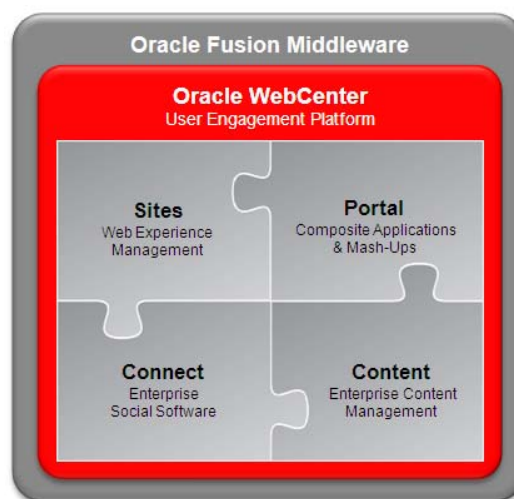 Oracle Fusion Middleware
Oracle WebCenter
User Engagement Platform
Sites
Web Experience
Management
Portal
Composite Applications
& Mash-Ups
Connect
Enterprise
Social Software
Content
Enterprise Content
Management